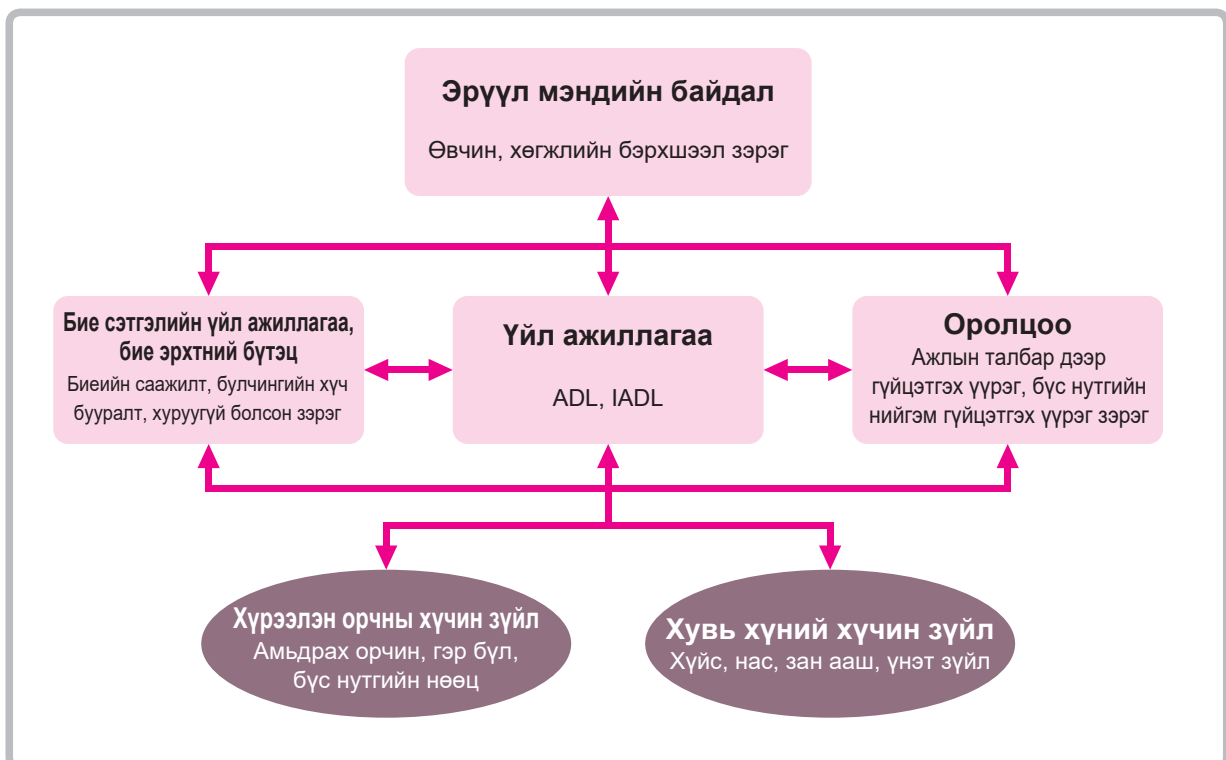 Эрүүл мэндийн байдал
Өвчин, хөгжлийн бэрхшээл зэрэг
Бие сэтгэлийн үйл ажиллагаа,
бие эрхтний бүтэц
Биеийн саажилт, булчингийн хүч
бууралт, хуруугүй болсон зэрэг
Үйл ажиллагаа
ADL, IADL
Оролцоо
Ажлын талбар дээр
гүйцэтгэх үүрэг, бүс нутгийн
нийгэм гүйцэтгэх үүрэг зэрэг
Хүрээлэн орчны хүчин зүйл
Амьдрах орчин, гэр бүл,
бүс нутгийн нөөц
Хувь хүний хүчин зүйл
Хүйс, нас, зан ааш, үнэт зүйл